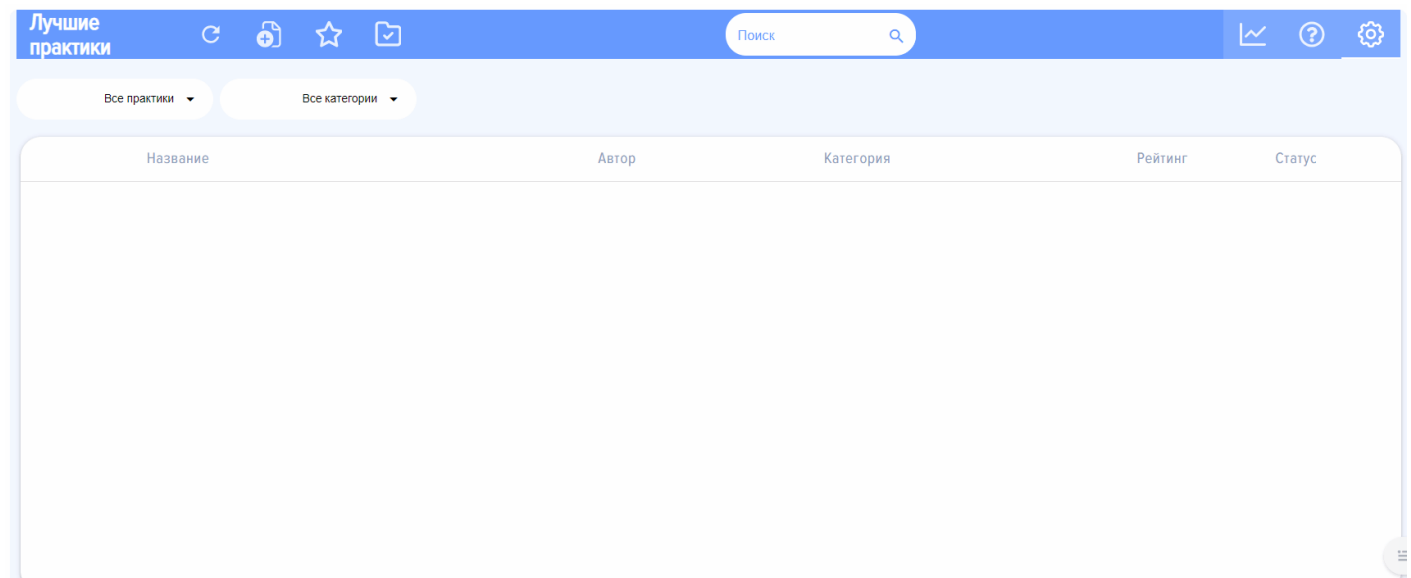 Лучшие
практики
Поиск
Все практики
Все категории
Название Автор Категория Рейтинг Статус